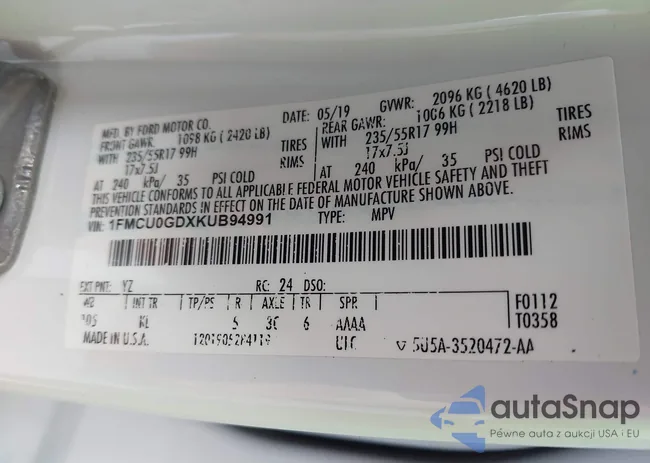 MFD. BY FORD MOTOR CO. DATE: 05/19 GVWR: 2096 KG ( 4620 LB)
FRONT GAWR: 1098 KG ( 2420 LB) REAR GAWR: 1006 KG ( 2218 LB)
WITH 235/55R17 99H TIRES WITH 235/55R17 99H TIRES
17x7.5J RIMS 17x7.5J RIMS
AT 240 kPa/ 35 PSI COLD AT 240 kPa/ 35 PSI COLD
THIS VEHICLE CONFORMS TO ALL APPLICABLE FEDERAL MOTOR VEHICLE SAFETY AND THEFT
PREVENTION STANDARDS IN EFFECT ON THE DATE OF MANUFACTURE SHOWN ABOVE.
VIN: 1FMCU0GDXKUB94991 TYPE: MPV
EXT PNT: YZ RC: 24 DSO:
INT TR TP/PS R AXLE TR SPR F0112
KL 5 3C 6 AAAA T0358
MADE IN U.S.A. 5U5A-3520472-AA
autaSnap
Pewne auta z aukcji USA i EU